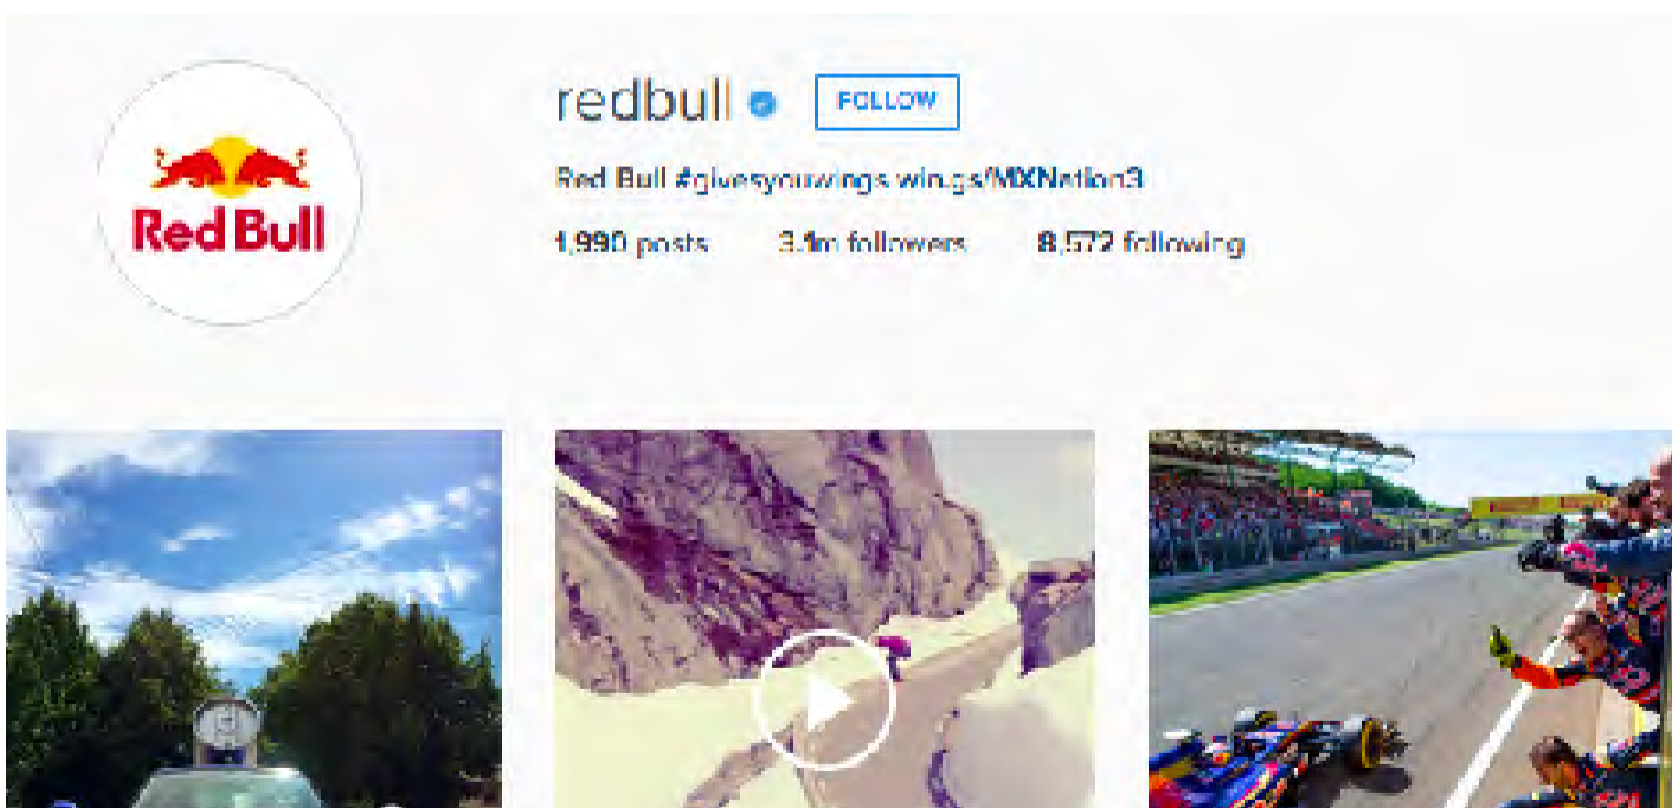 redbull FOLLOW
Red Bull
Red Bull #givesyouwings win.gs/MXNation3
1,990 posts 3.1m followers 8,572 following